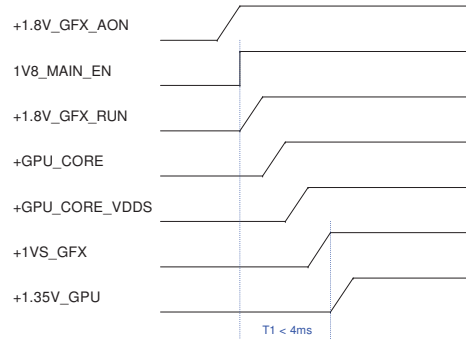 +1.8V_GFX_AON
1V8_MAIN_EN
+1.8V_GFX_RUN
+GPU_CORE
+GPU_CORE_VDDS
+1VS_GFX
+1.35V_GPU
T1 < 4ms